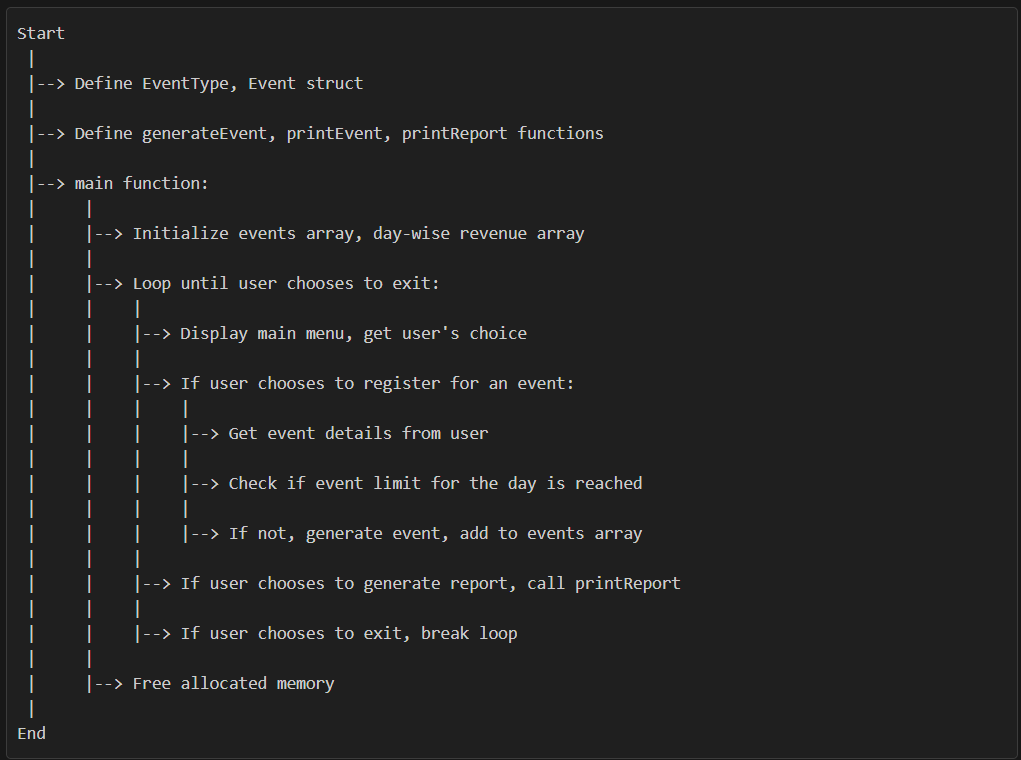 Start
 |
 |--> Define EventType, Event struct
 |
 |--> Define generateEvent, printEvent, printReport functions
 |
 |--> main function:
 |     |
 |     |--> Initialize events array, day-wise revenue array
 |     |
 |     |--> Loop until user chooses to exit:
 |     |    |
 |     |    |--> Display main menu, get user's choice
 |     |    |
 |     |    |--> If user chooses to register for an event:
 |     |    |    |
 |     |    |    |--> Get event details from user
 |     |    |    |
 |     |    |    |--> Check if event limit for the day is reached
 |     |    |    |
 |     |    |    |--> If not, generate event, add to events array
 |     |    |
 |     |    |--> If user chooses to generate report, call printReport
 |     |    |
 |     |    |--> If user chooses to exit, break loop
 |     |
 |     |--> Free allocated memory
 |
End